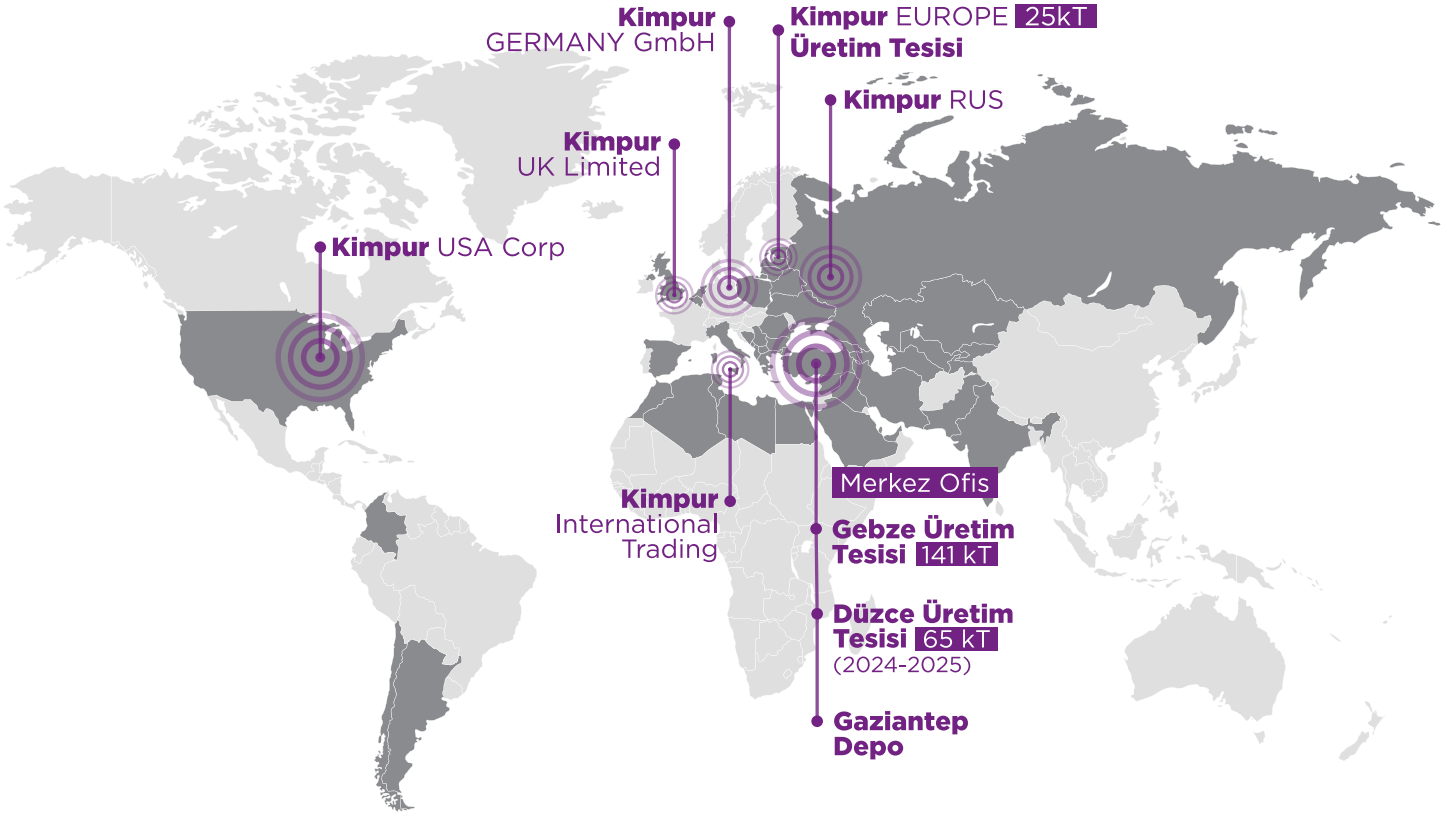 Kimpur
GERMANY GmbH
Kimpur EUROPE 25kT
Üretim Tesisi
Kimpur RUS
Kimpur
UK Limited
Kimpur USA Corp
Merkez Ofis
Kimpur
International
Trading
Gebze Üretim
Tesisi 141 kT
Düzce Üretim
Tesisi 65 kT
(2024-2025)
Gaziantep
Depo